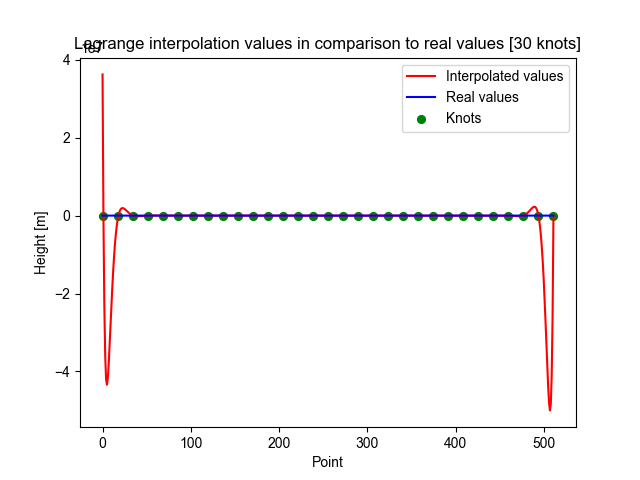 Lagrange interpolation values in comparison to real values [30 knots]
1e7
Interpolated values
Real values
Knots
4
2
0
−2
−4
Height [m]
0 100 200 300 400 500
Point